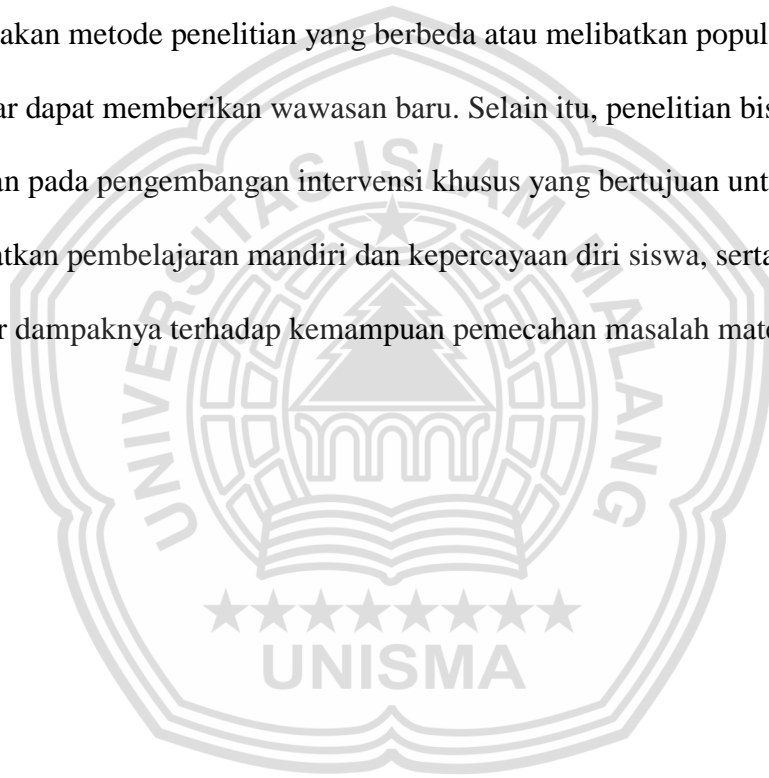 akan metode penelitian yang berbeda atau melibatkan popul
ar dapat memberikan wawasan baru. Selain itu, penelitian bis
an pada pengembangan intervensi khusus yang bertujuan unt
atkan pembelajaran mandiri dan kepercayaan diri siswa, serta
r dampaknya terhadap kemampuan pemecahan masalah mate
UNIVERSITAS ISLAM MALANG
UNISMA